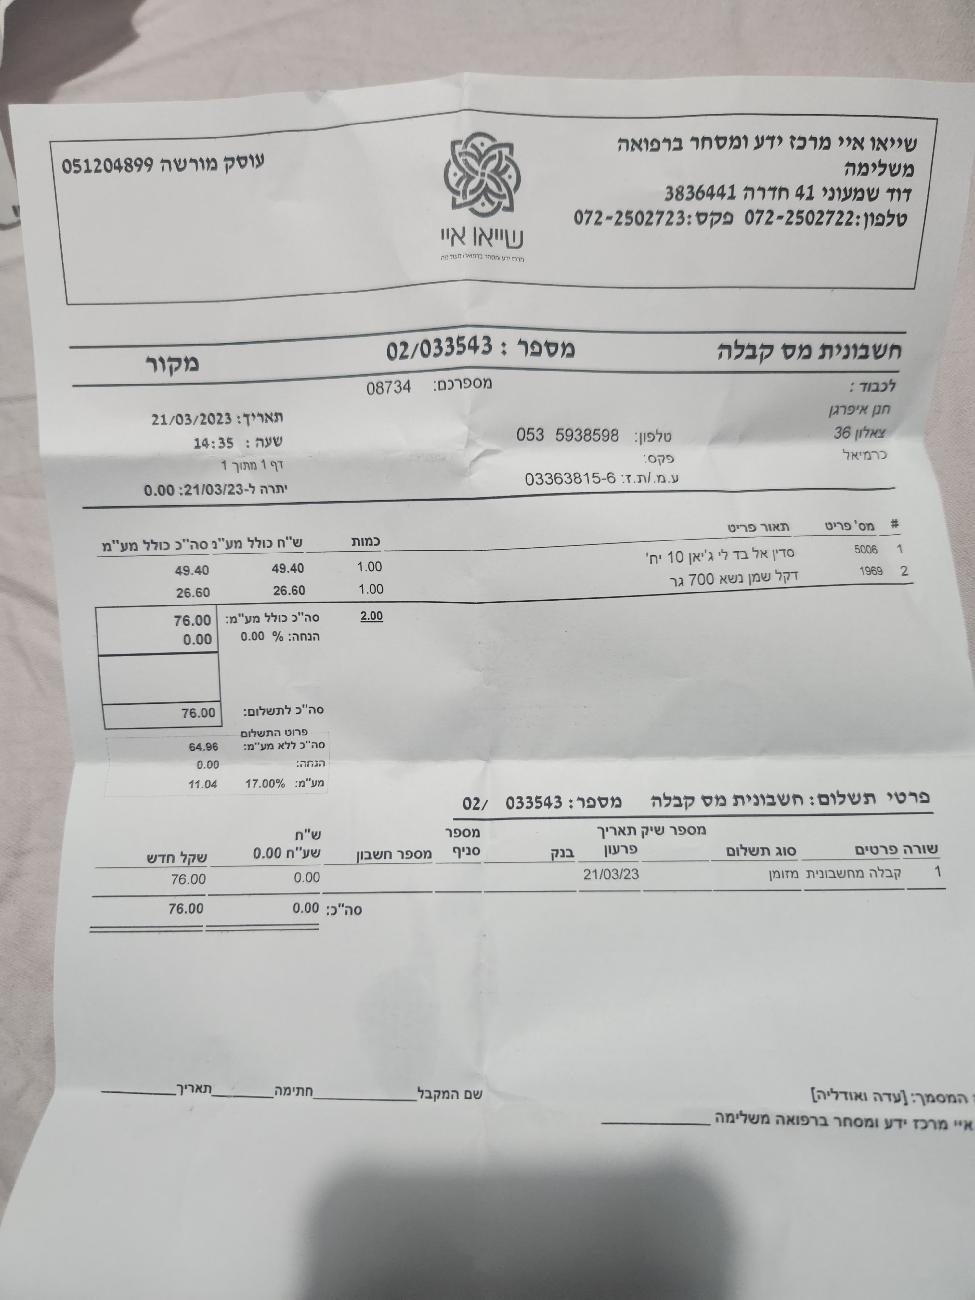 שייאו איי מרכז ידע ומסחר ברפואה
משלימה
דוד שמעוני 41 חדרה 3836441
טלפון:072-2502722 פקס:072-2502723
עוסק מורשה 051204899
שייאו איי
מרכז ידע ומסחר ברפואה משלימה
חשבונית מס קבלה מספר : 02/033543 מקור
לכבוד : מספרכם: 08734
חנן איפרגן תאריך: 21/03/2023
צאלון 36 טלפון: 053 5938598 שעה : 14:35
כרמיאל פקס: דף 1 מתוך 1
ע.מ./ת.ז: 03363815-6 יתרה ל-21/03/23: 0.00
# מס' פריט תאור פריט כמות ש"ח כולל מע"מ סה"כ כולל מע"מ
1 5006 סדין אל בד לי ג'יאן 10 יח' 1.00 49.40 49.40
2 1969 דקל שמן נשא 700 גר 1.00 26.60 26.60
2.00 סה"כ כולל מע"מ: 76.00
הנחה: % 0.00 0.00
סה"כ לתשלום: 76.00
פרוט התשלום
סה"כ ללא מע"מ: 64.96
הנחה: 0.00
מע"מ: 17.00% 11.04
פרטי תשלום: חשבונית מס קבלה מספר: 033543 /02
שורה פרטים סוג תשלום מספר שיק תאריך פרעון בנק מספר סניף מספר חשבון ש"ח שע"ח 0.00 שקל חדש
1 קבלה מחשבונית מזומן 21/03/23 0.00 76.00
סה"כ: 0.00 76.00
המסמך: [עדה ואודליה] שם המקבל חתימה תאריך
איי מרכז ידע ומסחר ברפואה משלימה